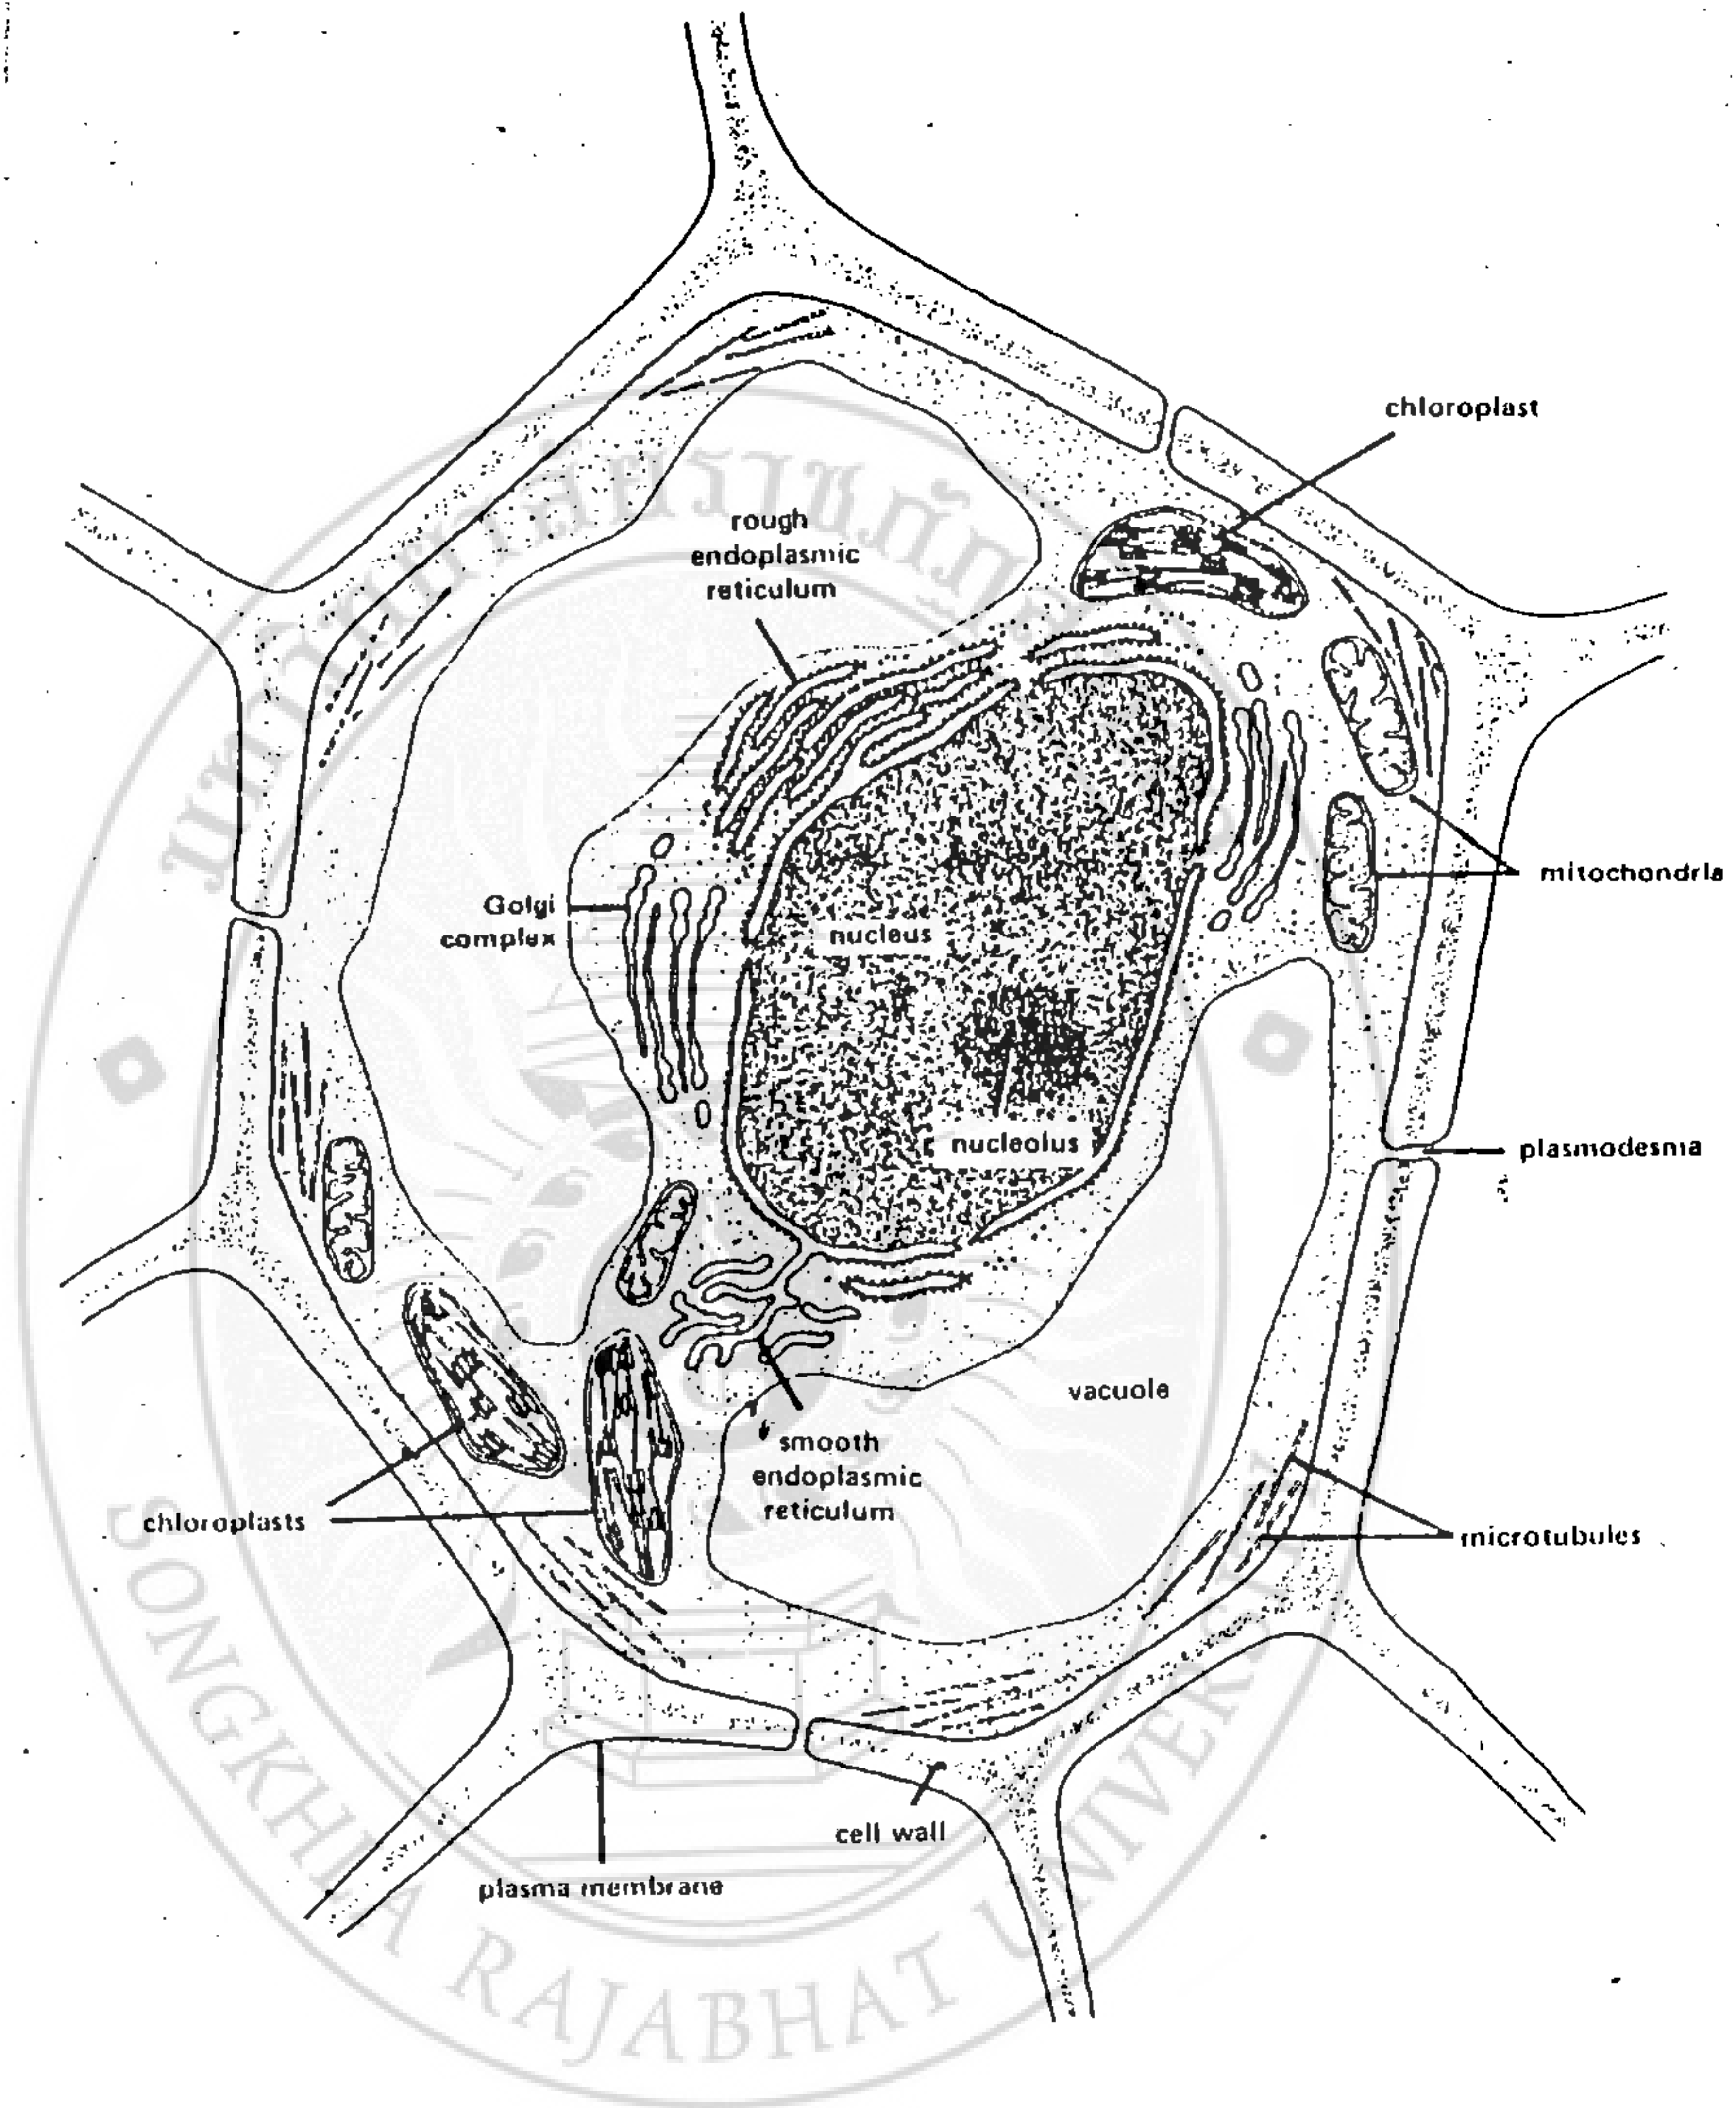 chloroplast
rough
endoplasmic
reticulum
mitochondria
Golgi
complex
nucleus
nucleolus
plasmodesma
vacuole
smooth
endoplasmic
reticulum
chloroplasts
microtubules
cell wall
plasma membrane
SONGKHLA RAJABHAT UNIVERSITY